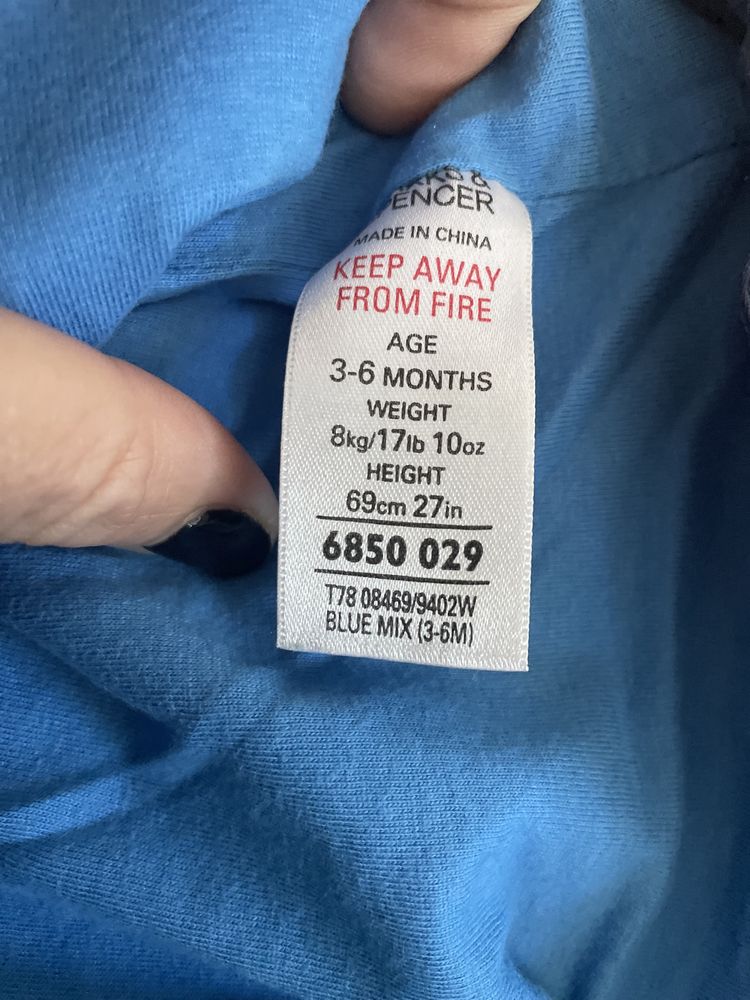 &
PENCER
MADE IN CHINA
KEEP AWAY
FROM FIRE
AGE
3-6 MONTHS
WEIGHT
8kg/17lb 10oz
HEIGHT
69cm 27in
6850 029
T78 08469/9402W
BLUE MIX (3-6M)